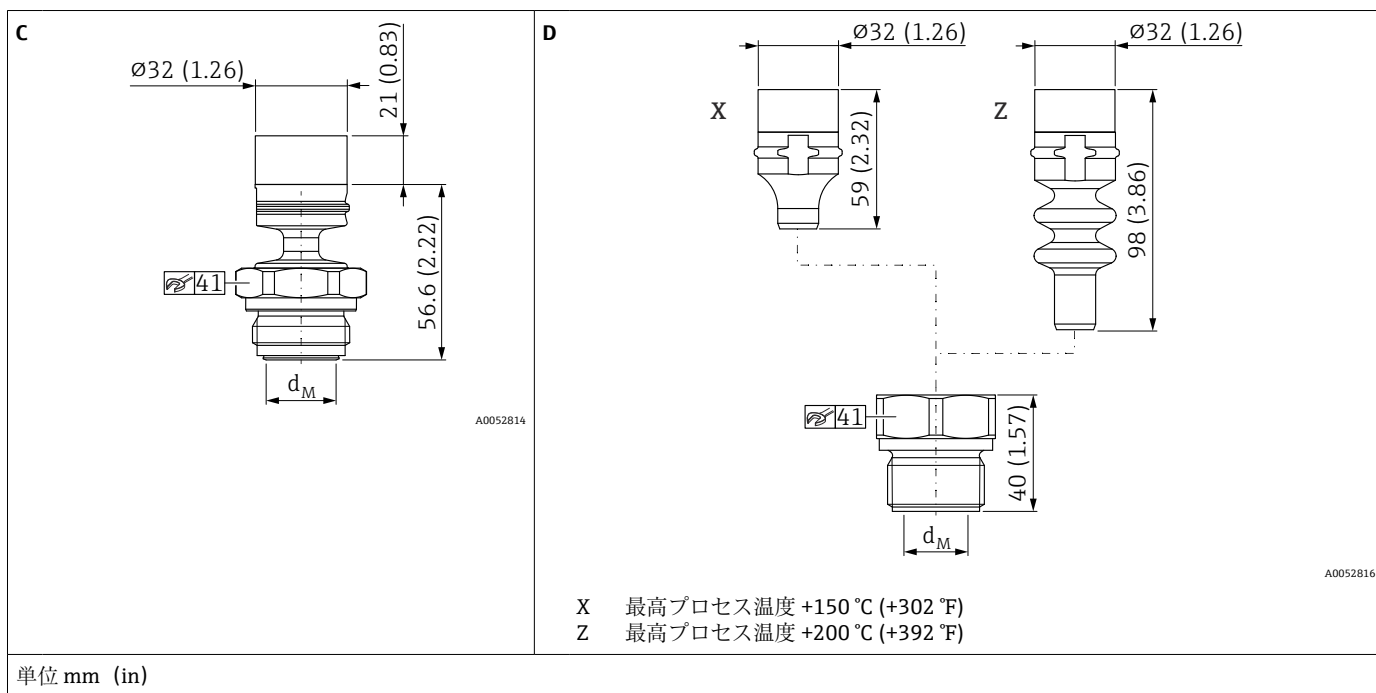 C
Ø32 (1.26)
21 (0.83)
56.6 (2.22)
41
dM
A0052814
D
Ø32 (1.26)
Ø32 (1.26)
X
Z
59 (2.32)
98 (3.86)
41
40 (1.57)
dM
A0052816
X 最高プロセス温度 +150 °C (+302 °F)
Z 最高プロセス温度 +200 °C (+392 °F)
単位 mm (in)